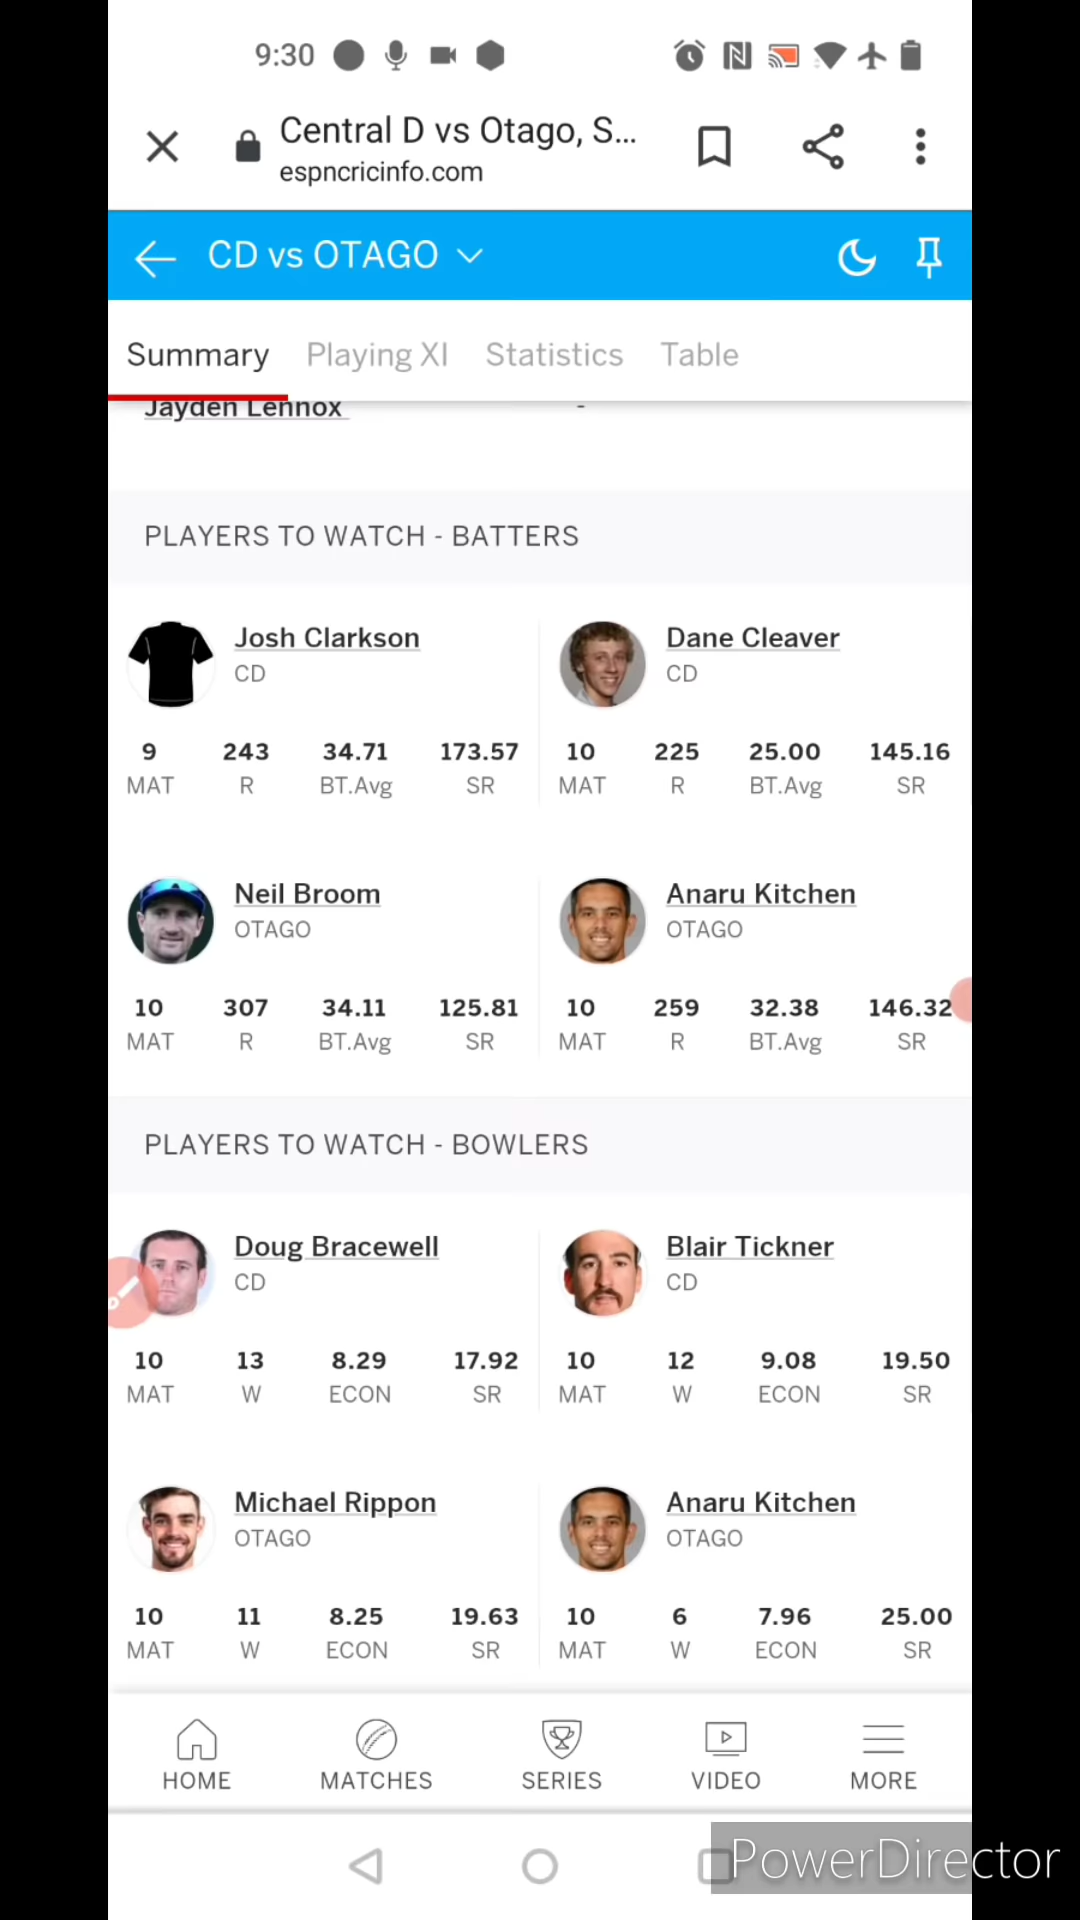 9:30
Central D vs Otago, S...
espncricinfo.com
CD vs OTAGO
Summary Playing XI Statistics Table
Jayden Lennox -
PLAYERS TO WATCH - BATTERS
Josh Clarkson Dane Cleaver
CD CD
9 243 34.71 173.57 10 225 25.00 145.16
MAT R BT.Avg SR MAT R BT.Avg SR
Neil Broom Anaru Kitchen
OTAGO OTAGO
10 307 34.11 125.81 10 259 32.38 146.32
MAT R BT.Avg SR MAT R BT.Avg SR
PLAYERS TO WATCH - BOWLERS
Doug Bracewell Blair Tickner
CD CD
10 13 8.29 17.92 10 12 9.08 19.50
MAT W ECON SR MAT W ECON SR
Michael Rippon Anaru Kitchen
OTAGO OTAGO
10 11 8.25 19.63 10 6 7.96 25.00
MAT W ECON SR MAT W ECON SR
HOME MATCHES SERIES VIDEO MORE
PowerDirector